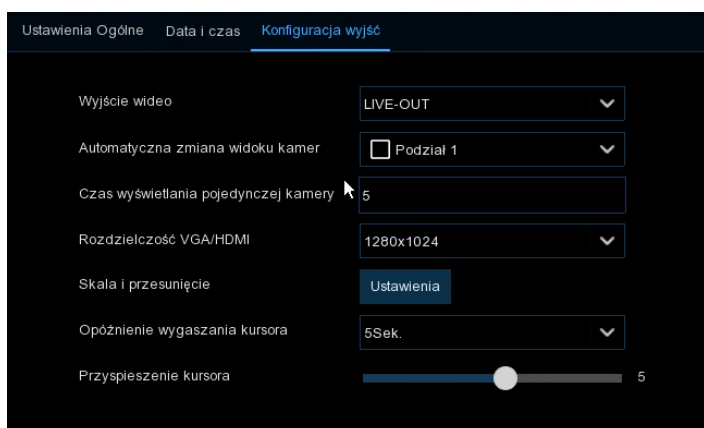 Ustawienia Ogólne Data i czas Konfiguracja wyjść
Wyjście wideo LIVE-OUT
Automatyczna zmiana widoku kamer Podział 1
Czas wyświetlania pojedynczej kamery 5
Rozdzielczość VGA/HDMI 1280x1024
Skala i przesunięcie Ustawienia
Opóźnienie wygaszania kursora 5Sek.
Przyspieszenie kursora 5